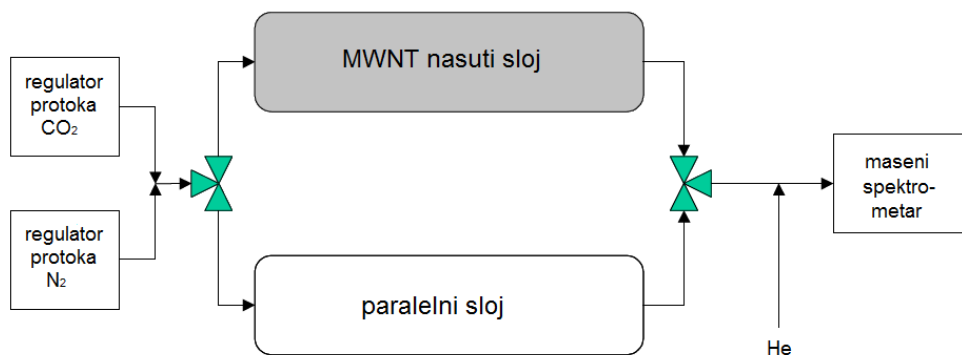 MWNT nasuti sloj
regulator
protoka
CO₂
regulator
protoka
N₂
maseni
spektro-
metar
paralelni sloj
He